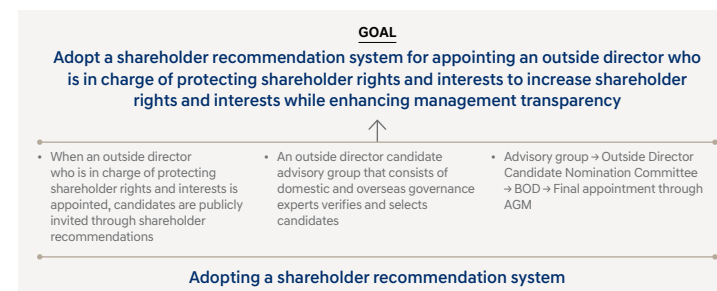 GOAL
Adopt a shareholder recommendation system for appointing an outside director who
is in charge of protecting shareholder rights and interests to increase shareholder
rights and interests while enhancing management transparency
• When an outside director
who is in charge of protecting
shareholder rights and interests is
appointed, candidates are publicly
invited through shareholder
recommendations
• An outside director candidate
advisory group that consists of
domestic and overseas governance
experts verifies and selects
candidates
• Advisory group → Outside Director
Candidate Nomination Committee
→ BOD → Final appointment through
AGM
Adopting a shareholder recommendation system